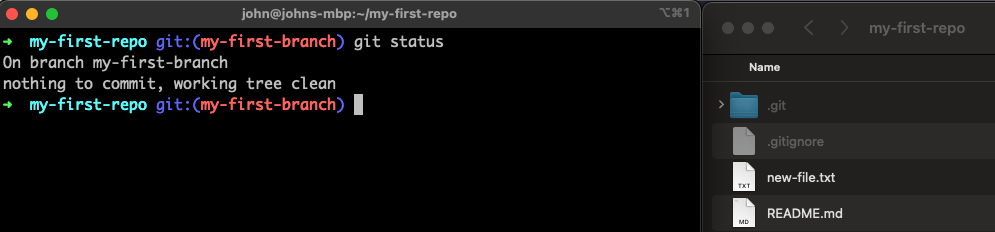 john@johns-mbp:~/my-first-repo
⌥⌘1
➜ my-first-repo git:(my-first-branch) git status
On branch my-first-branch
nothing to commit, working tree clean
➜ my-first-repo git:(my-first-branch)
my-first-repo
Name
.git
.gitignore
TXT new-file.txt
MD README.md